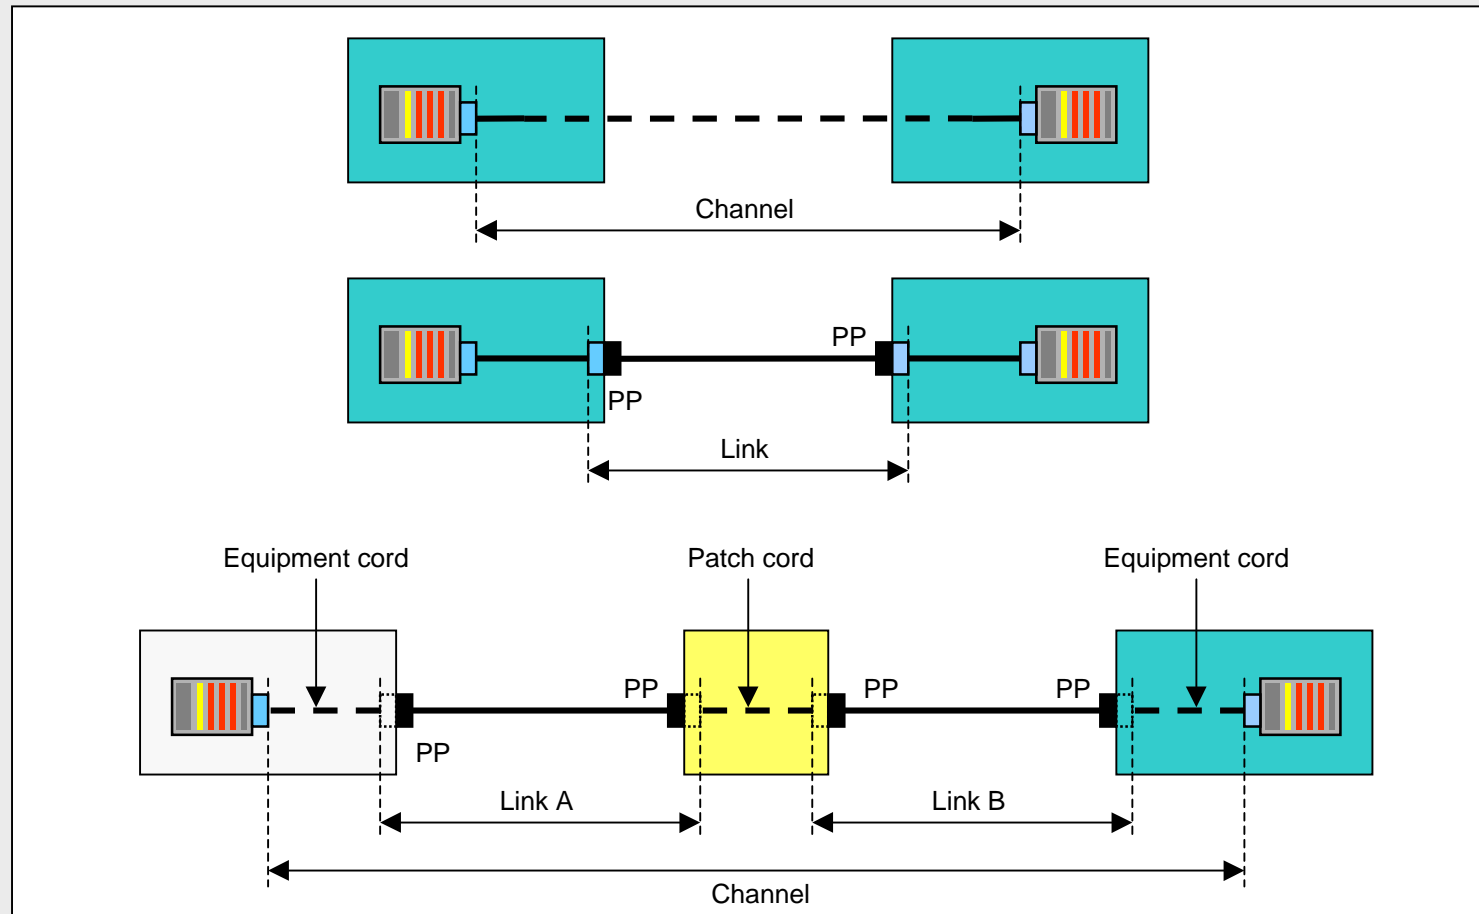 Channel
PP
PP
Link
Equipment cord
Patch cord
Equipment cord
PP
PP
PP
PP
Link A
Link B
Channel